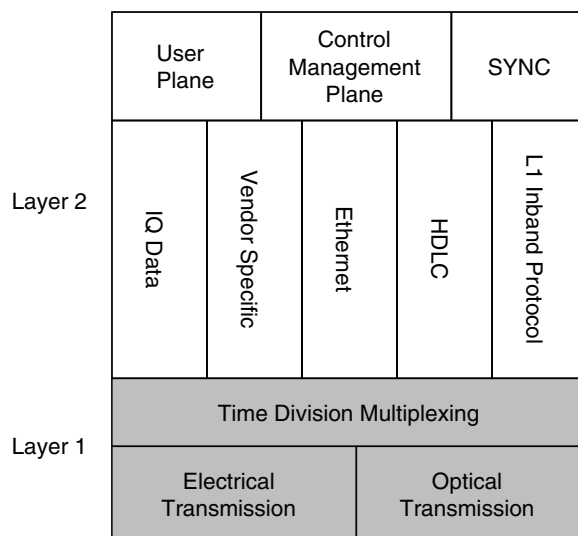 User
Plane
Control
Management
Plane
SYNC
Layer 2
IQ Data
Vendor Specific
Ethernet
HDLC
L1 Inband Protocol
Time Division Multiplexing
Layer 1
Electrical
Transmission
Optical
Transmission